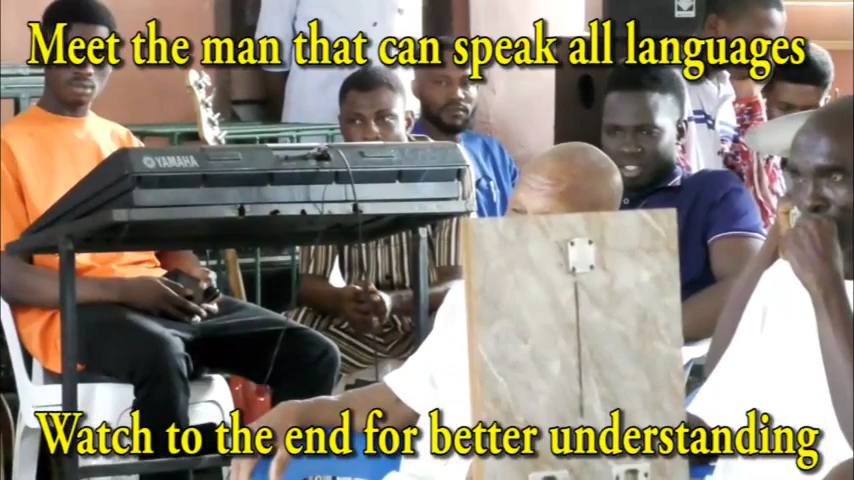 Meet the man that can speak all languages
YAMAHA
Watch to the end for better understanding